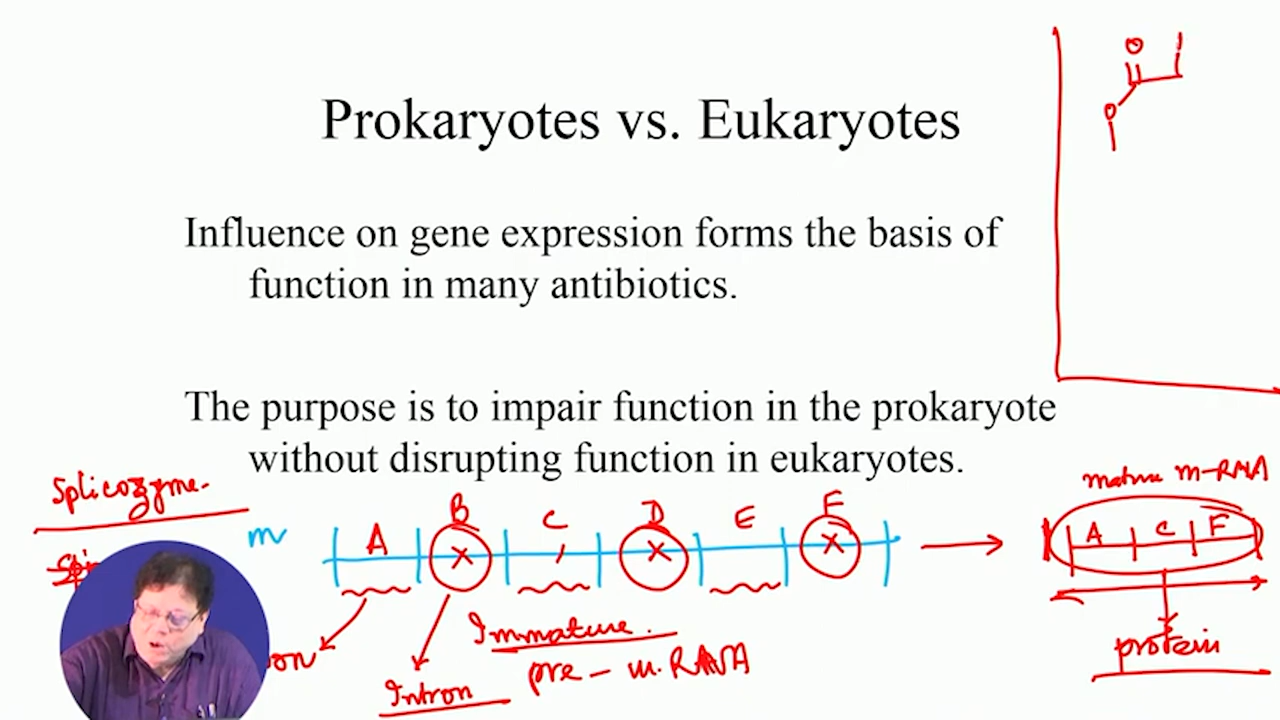 O
O
Prokaryotes vs. Eukaryotes
Influence on gene expression forms the basis of
function in many antibiotics.
The purpose is to impair function in the prokaryote
without disrupting function in eukaryotes.
Splicozyme
m
A B C D E F
x x x
mature m-RNA
A C F
Immature
pre - m.RNA
Intron
protein